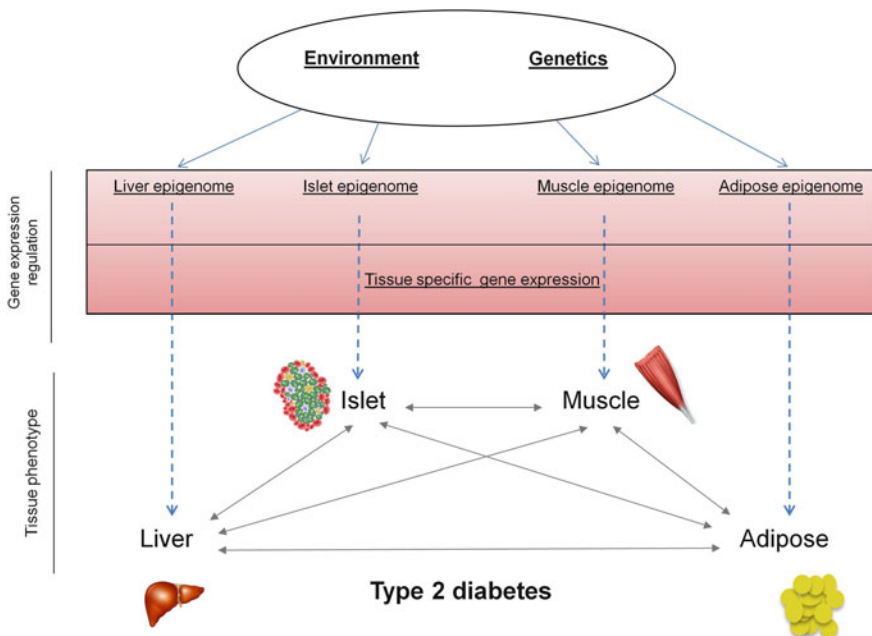 Environment Genetics
Liver epigenome Islet epigenome Muscle epigenome Adipose epigenome
Gene expression
regulation
Tissue specific gene expression
Islet Muscle
Tissue phenotype
Liver Adipose
Type 2 diabetes